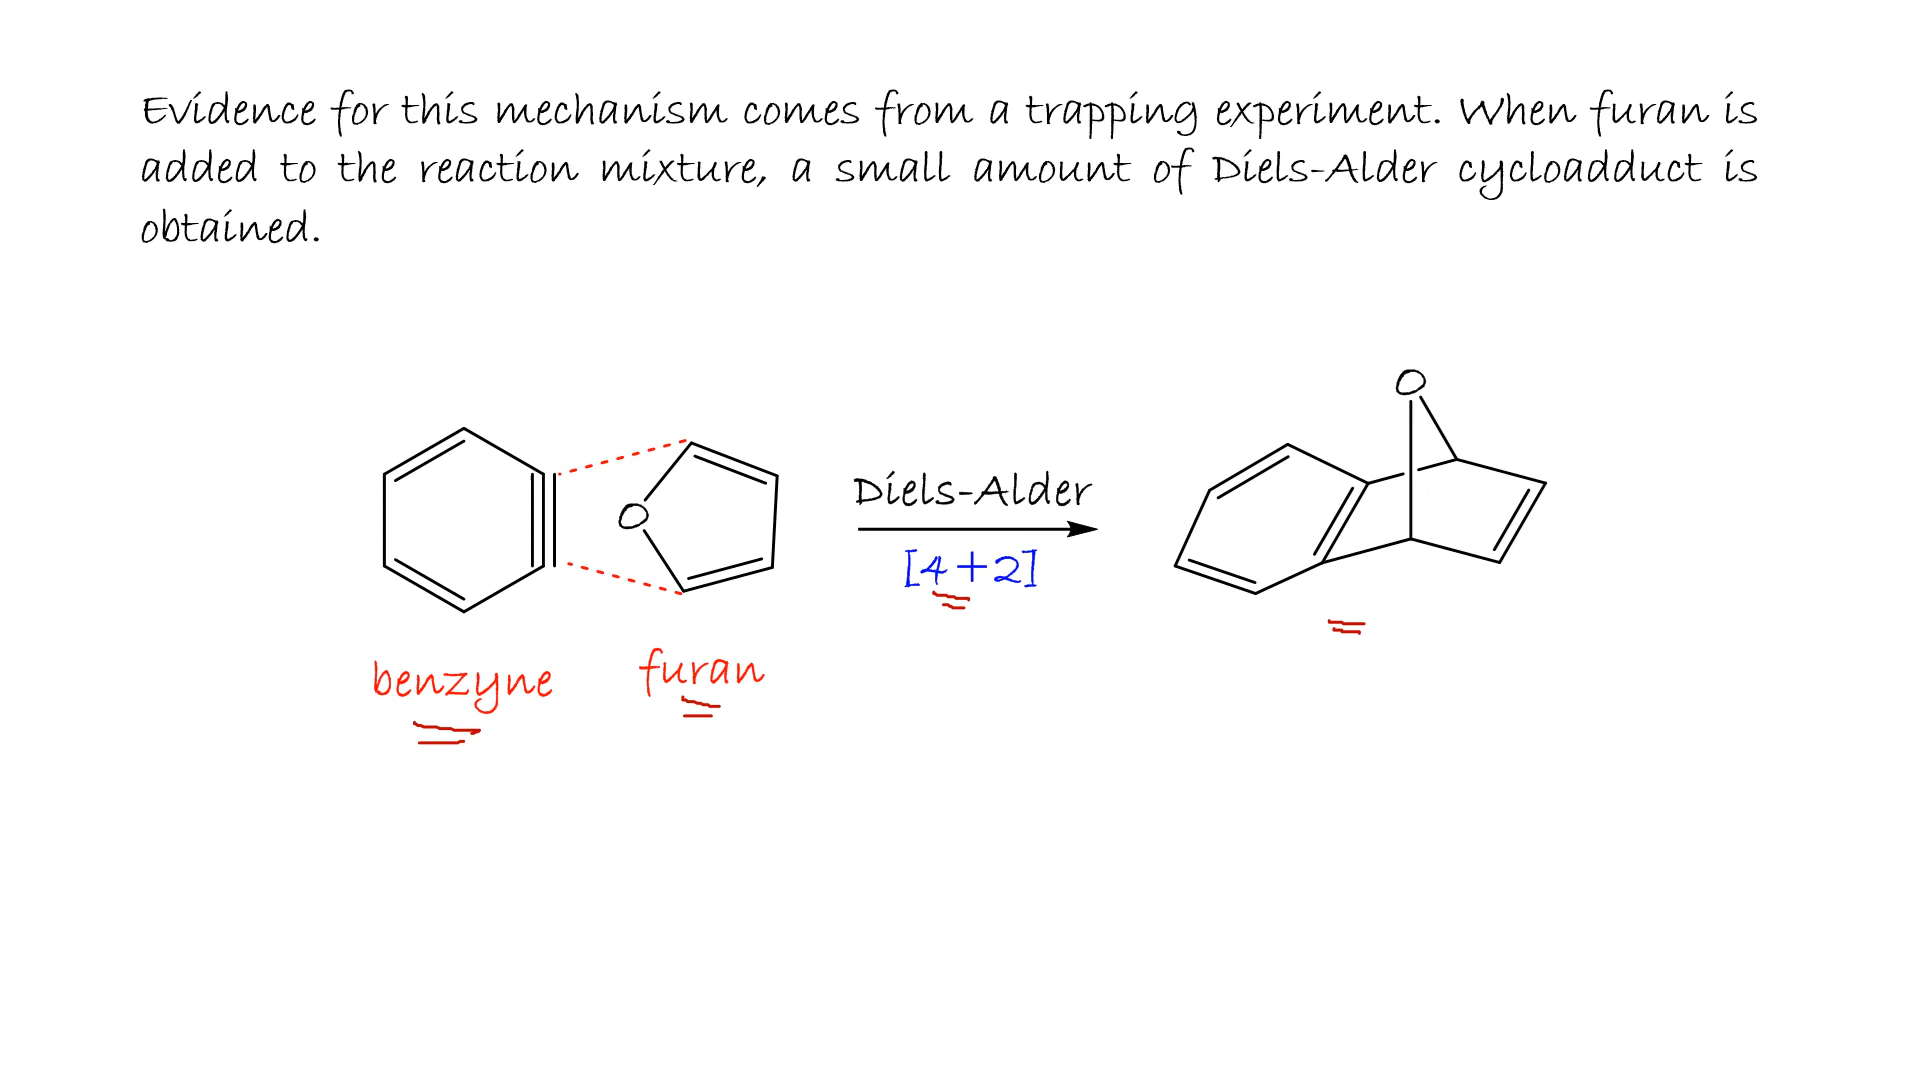 Evidence for this mechanism comes from a trapping experiment. When furan is
added to the reaction mixture, a small amount of Diels-Alder cycloadduct is
obtained.
O
Diels-Alder
O
[4+2]
benzyne furan